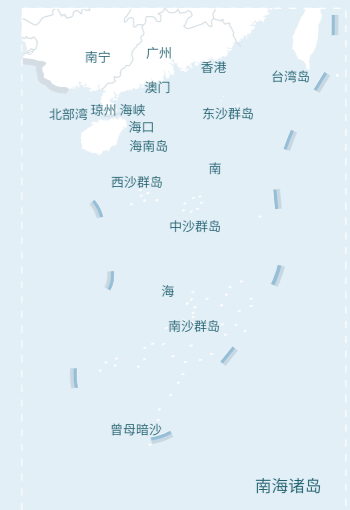 广州
南宁
香港
台湾岛
澳门
北部湾
琼州 海峡
东沙群岛
海口
海南岛
南
西沙群岛
中沙群岛
海
南沙群岛
曾母暗沙
南海诸岛